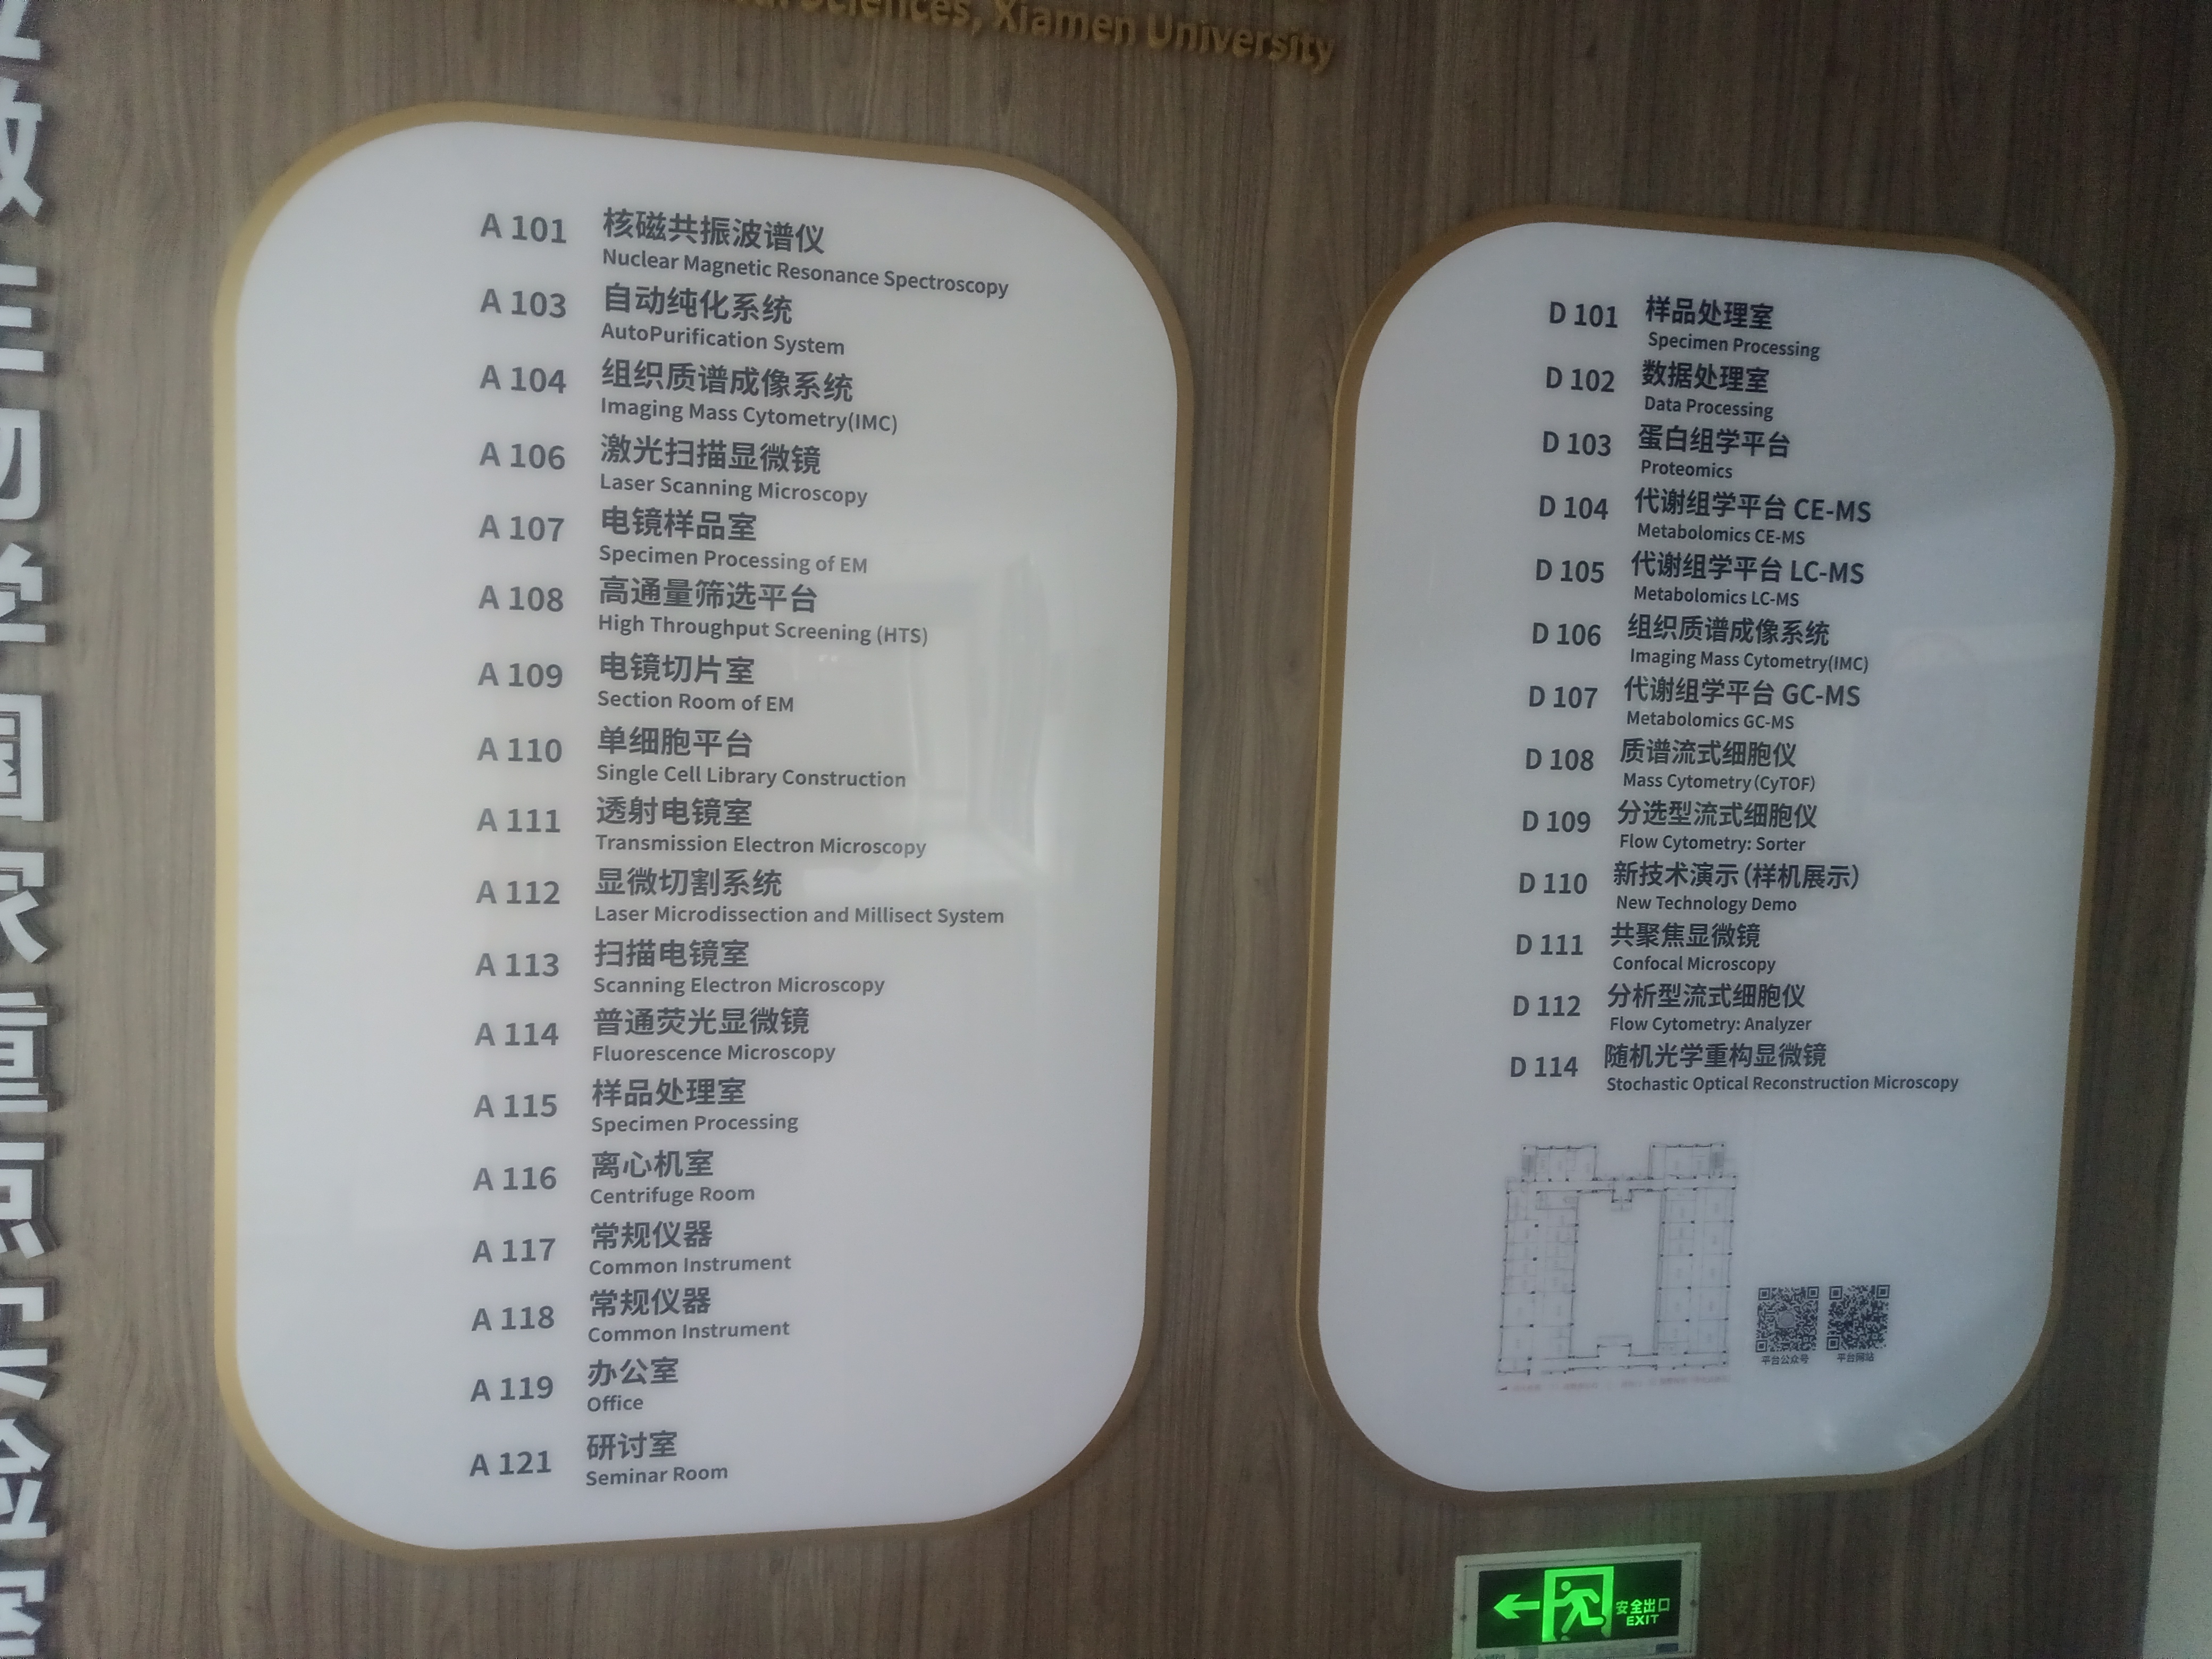 Sciences, Xiamen University
A 101 核磁共振波谱仪
Nuclear Magnetic Resonance Spectroscopy
A 103 自动纯化系统
AutoPurification System
A 104 组织质谱成像系统
Imaging Mass Cytometry(IMC)
A 106 激光扫描显微镜
Laser Scanning Microscopy
A 107 电镜样品室
Specimen Processing of EM
A 108 高通量筛选平台
High Throughput Screening (HTS)
A 109 电镜切片室
Section Room of EM
A 110 单细胞平台
Single Cell Library Construction
A 111 透射电镜室
Transmission Electron Microscopy
A 112 显微切割系统
Laser Microdissection and Millisect System
A 113 扫描电镜室
Scanning Electron Microscopy
A 114 普通荧光显微镜
Fluorescence Microscopy
A 115 样品处理室
Specimen Processing
A 116 离心机室
Centrifuge Room
A 117 常规仪器
Common Instrument
A 118 常规仪器
Common Instrument
A 119 办公室
Office
A 121 研讨室
Seminar Room
D 101 样品处理室
Specimen Processing
D 102 数据处理室
Data Processing
D 103 蛋白组学平台
Proteomics
D 104 代谢组学平台 CE-MS
Metabolomics CE-MS
D 105 代谢组学平台 LC-MS
Metabolomics LC-MS
D 106 组织质谱成像系统
Imaging Mass Cytometry(IMC)
D 107 代谢组学平台 GC-MS
Metabolomics GC-MS
D 108 质谱流式细胞仪
Mass Cytometry (CyTOF)
D 109 分选型流式细胞仪
Flow Cytometry: Sorter
D 110 新技术演示（样机展示）
New Technology Demo
D 111 共聚焦显微镜
Confocal Microscopy
D 112 分析型流式细胞仪
Flow Cytometry: Analyzer
D 114 随机光学重构显微镜
Stochastic Optical Reconstruction Microscopy
平台公众号 平台网站
安全出口
EXIT